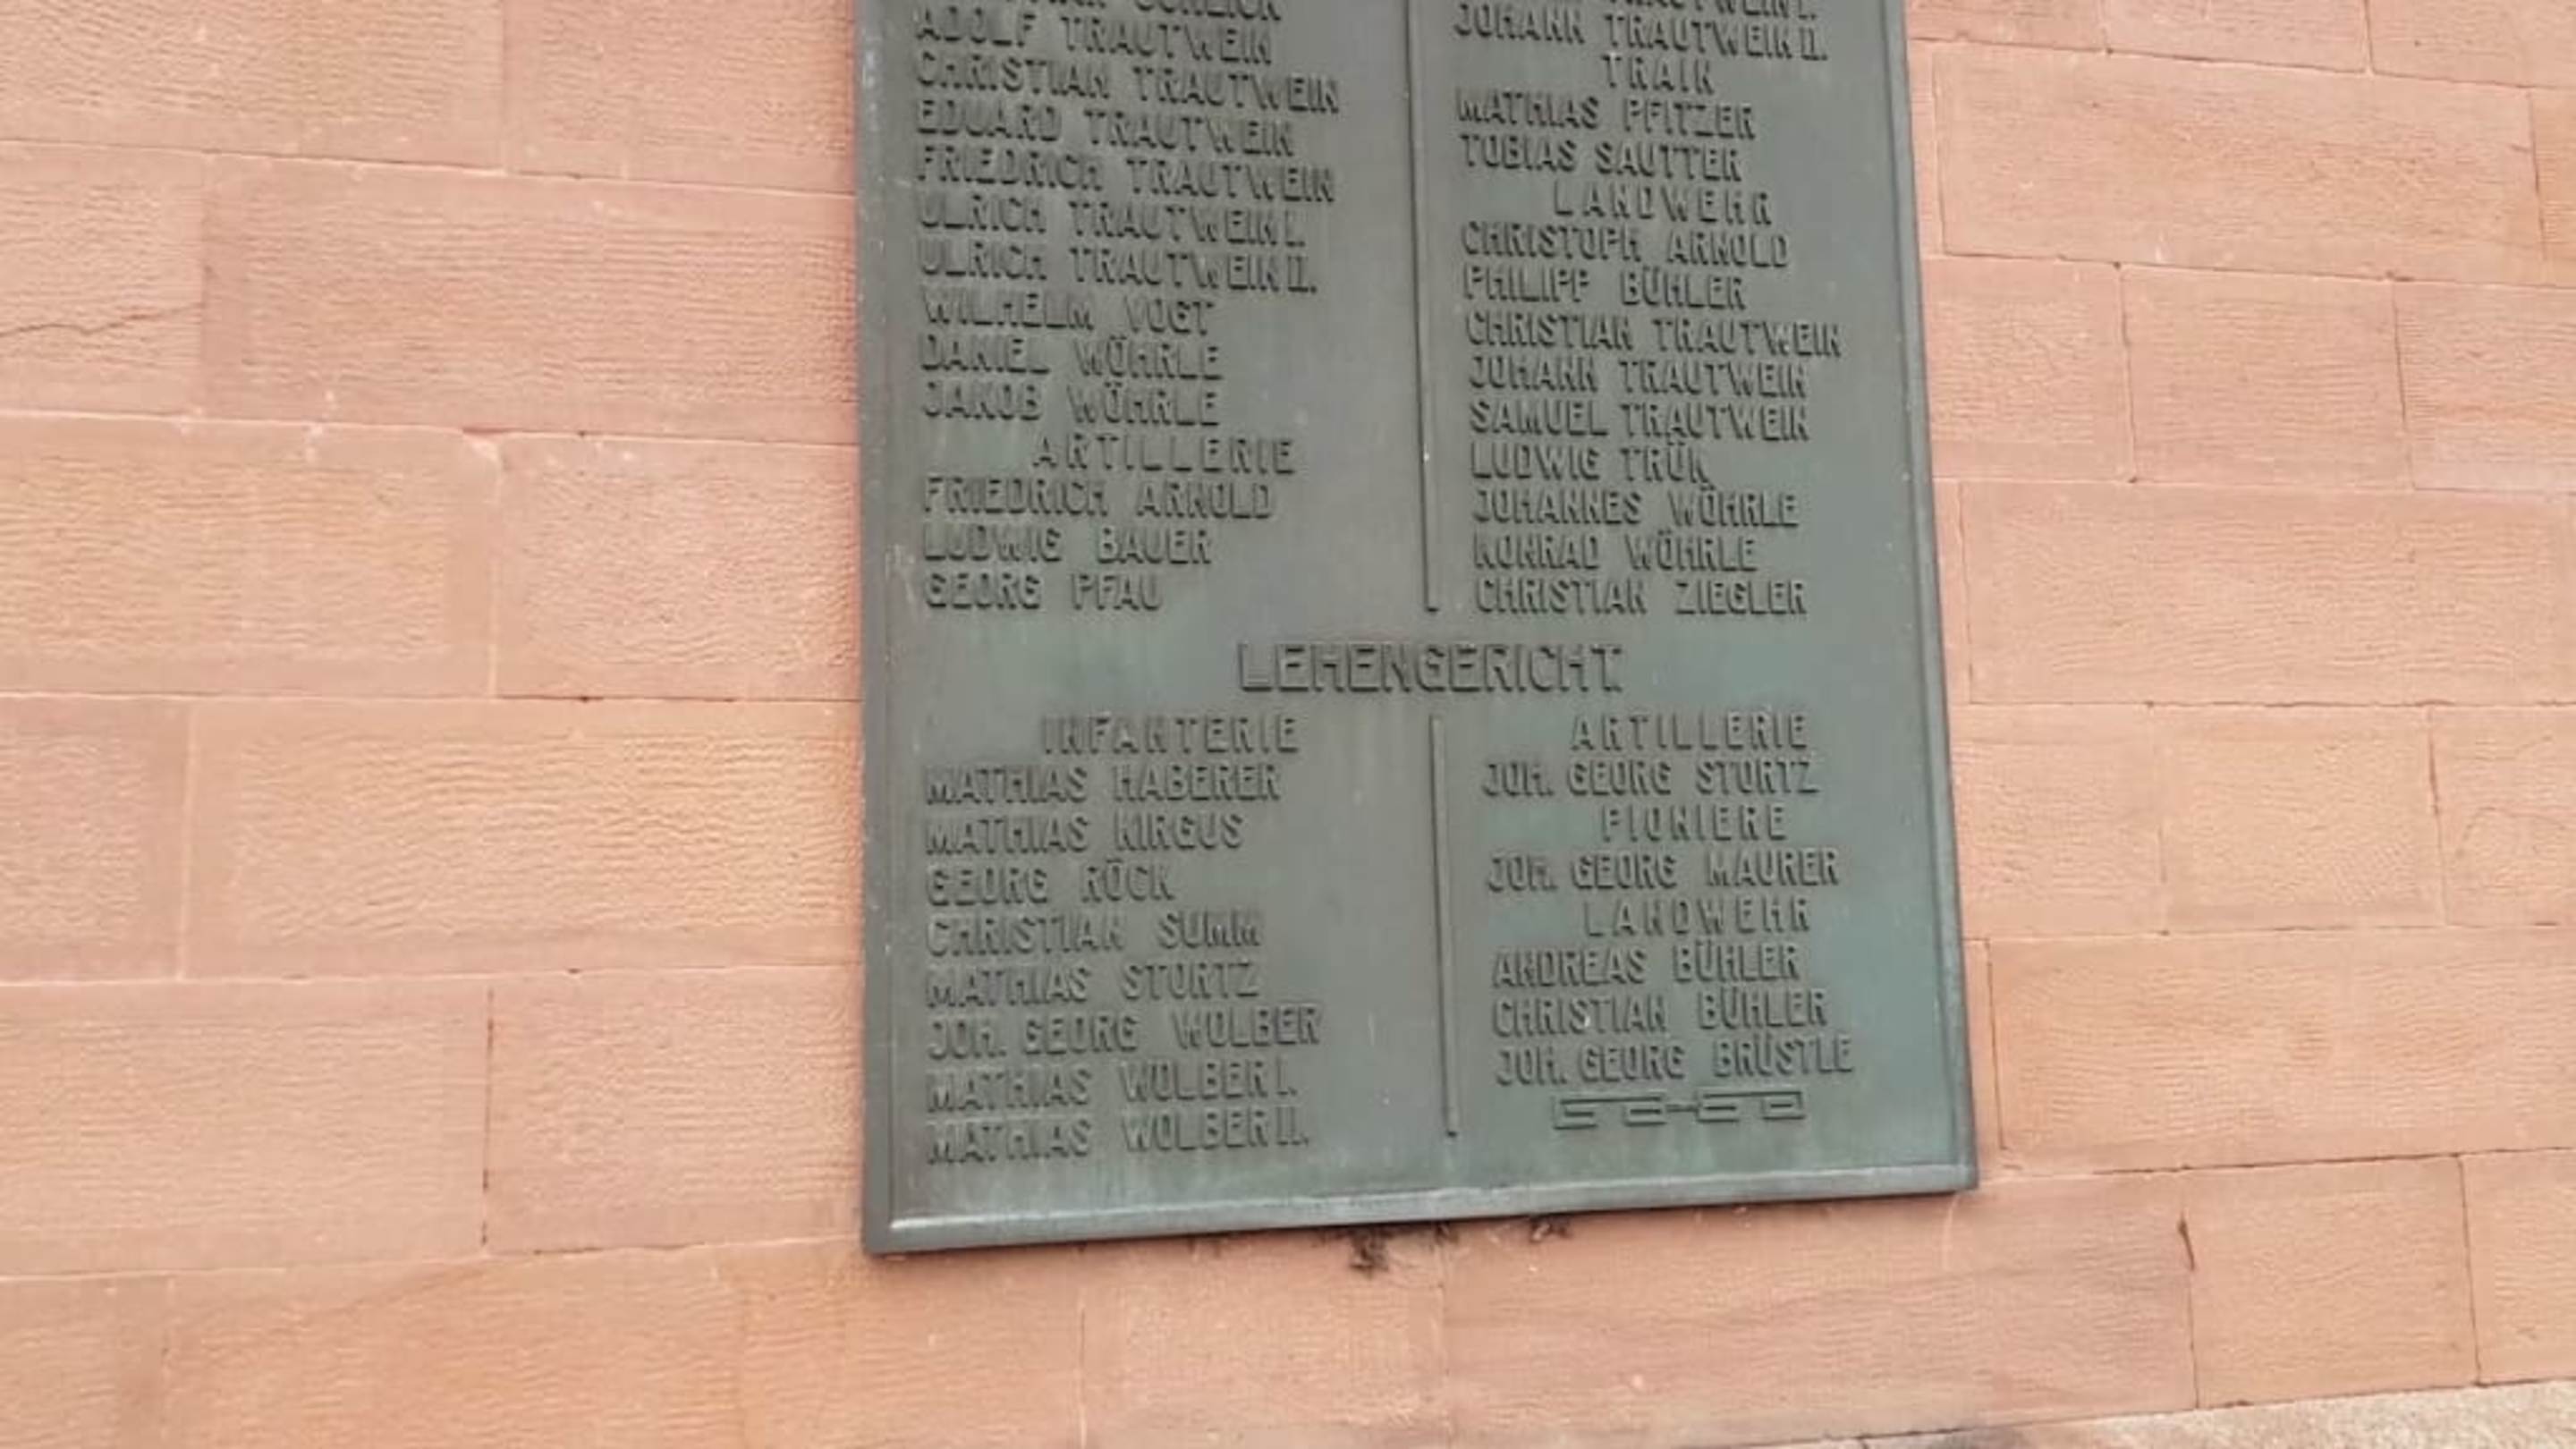 SCHLEICH
ADOLF TRAUTWEIN
CHRISTIAN TRAUTWEIN
EDUARD TRAUTWEIN
FRIEDRICH TRAUTWEIN
ULRICH TRAUTWEIN I.
ULRICH TRAUTWEIN II.
WILHELM VOGT
DANIEL WÖHRLE
JAKOB WÖHRLE
ARTILLERIE
FRIEDRICH ARNOLD
LUDWIG BAUER
GEORG PFAU
TRAUTWEIN I.
JOHANN TRAUTWEIN II.
TRAIN
MATHIAS PFITZER
TOBIAS SAUTTER
LANDWEHR
CHRISTOPH ARNOLD
PHILIPP BÜHLER
CHRISTIAN TRAUTWEIN
JOHANN TRAUTWEIN
SAMUEL TRAUTWEIN
LUDWIG TRÜK
JOHANNES WÖHRLE
KONRAD WÖHRLE
CHRISTIAN ZIEGLER
LEHENGERICHT
INFANTERIE
MATHIAS HABERER
MATHIAS KIRGUS
GEORG RÖCK
CHRISTIAN SUMM
MATHIAS STORTZ
JOH. GEORG WOLBER
MATHIAS WOLBER I.
MATHIAS WOLBER II.
ARTILLERIE
JOH. GEORG STORTZ
PIONIERE
JOH. GEORG MAURER
LANDWEHR
ANDREAS BÜHLER
CHRISTIAN BÜHLER
JOH. GEORG BRÜSTLE